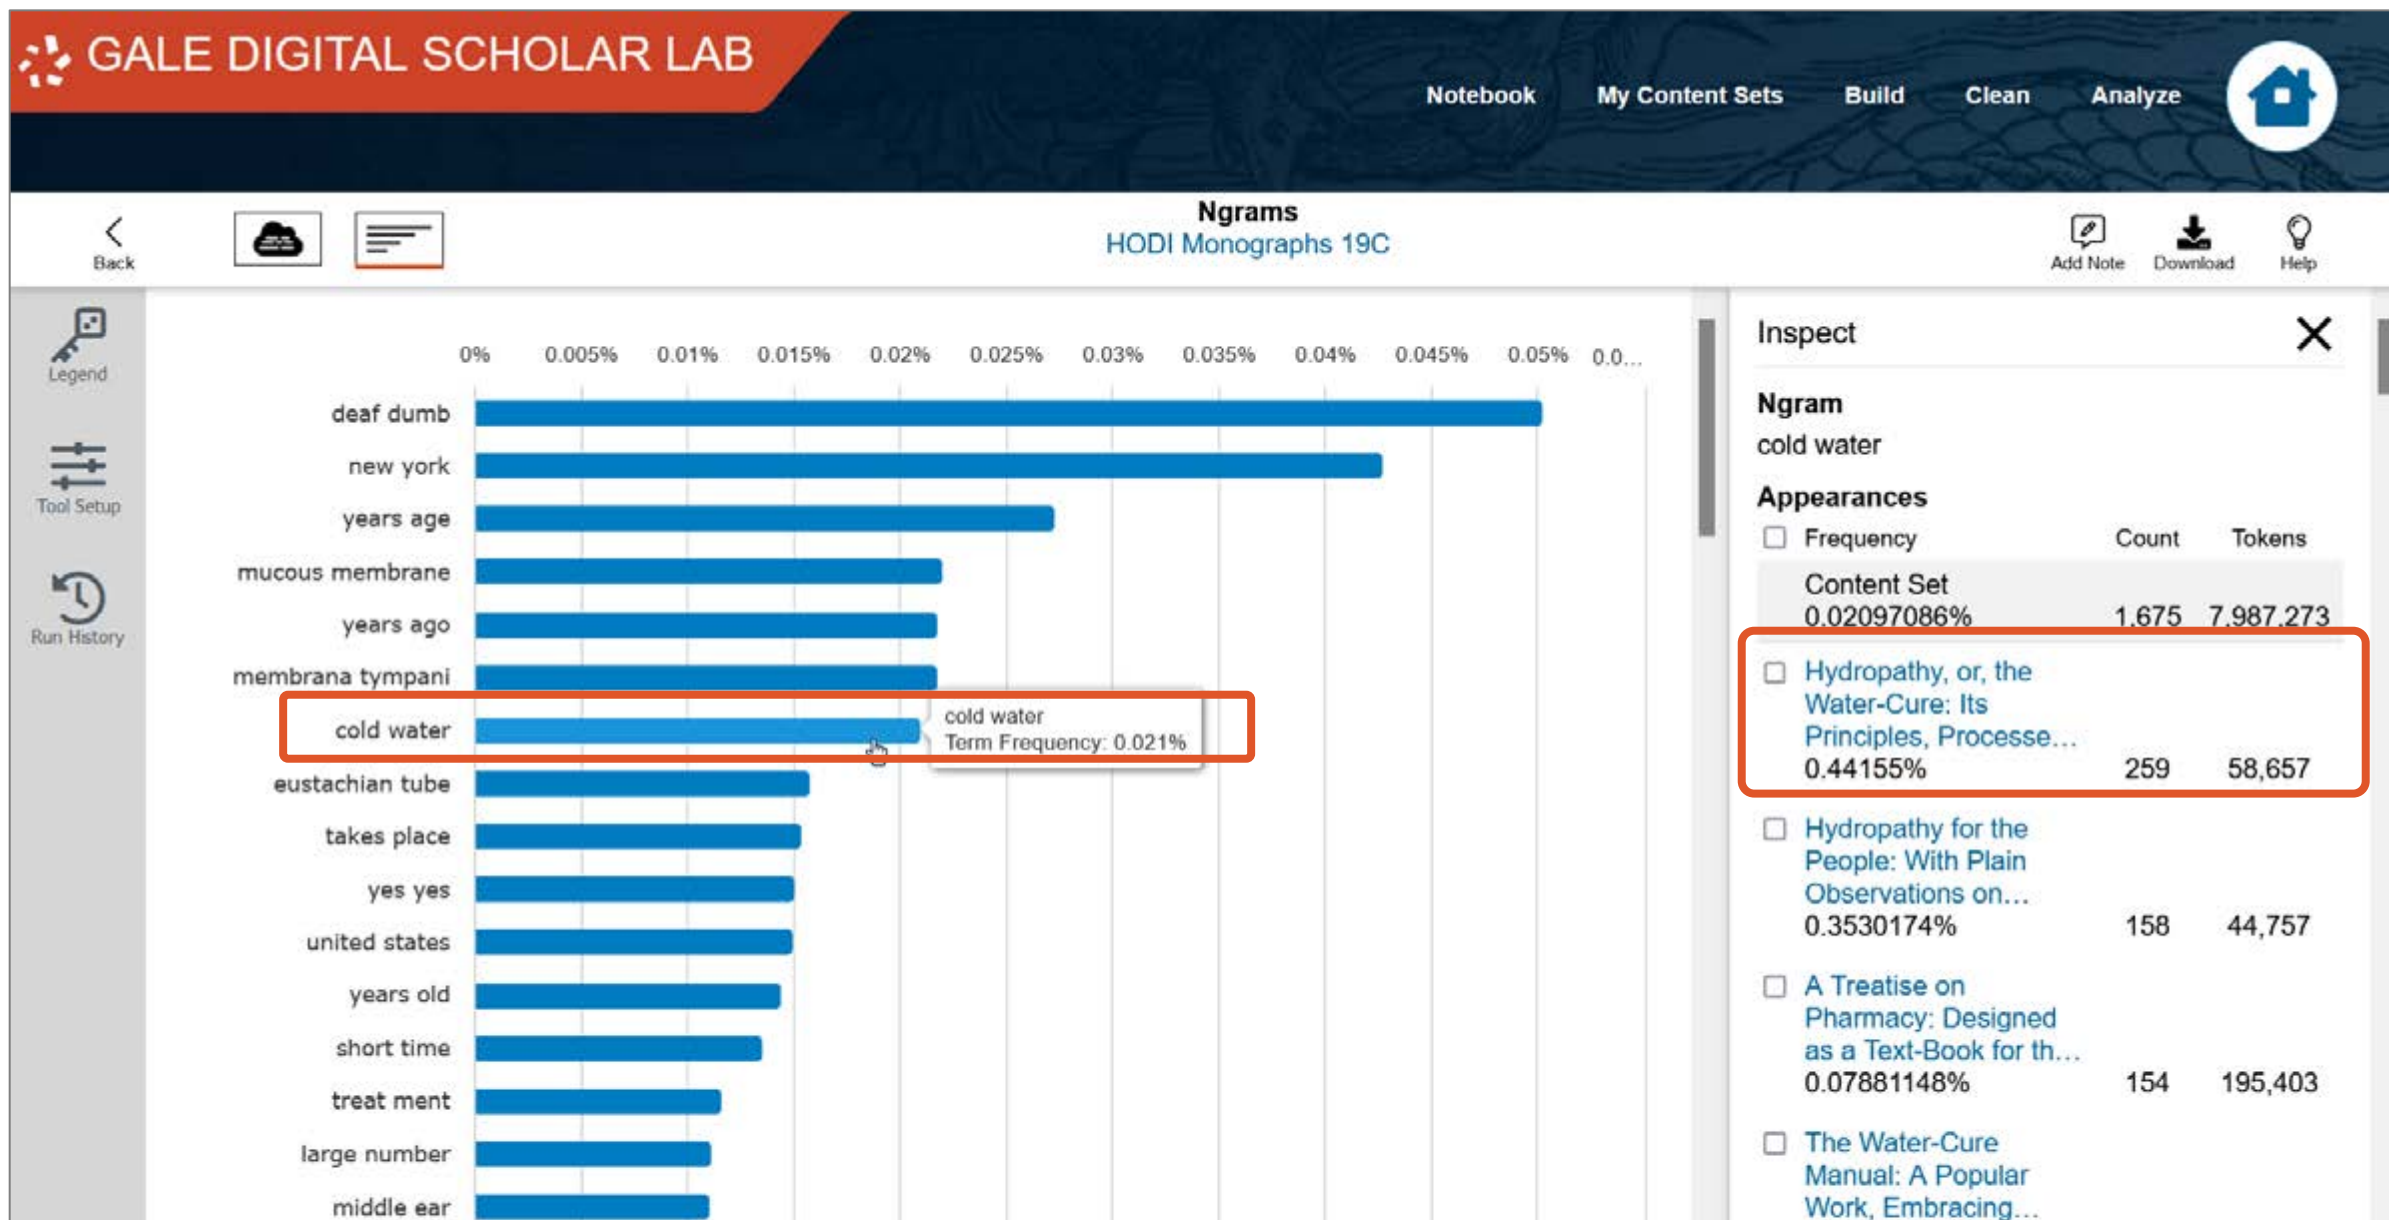 GALE DIGITAL SCHOLAR LAB
Notebook My Content Sets Build Clean Analyze
Back
Ngrams
HODI Monographs 19C
Add Note Download Help
Legend
Tool Setup
Run History
0% 0.005% 0.01% 0.015% 0.02% 0.025% 0.03% 0.035% 0.04% 0.045% 0.05% 0.0...
deaf dumb
new york
years age
mucous membrane
years ago
membrana tympani
cold water
cold water
Term Frequency: 0.021%
eustachian tube
takes place
yes yes
united states
years old
short time
treat ment
large number
middle ear
Inspect
Ngram
cold water
Appearances
Frequency Count Tokens
Content Set
0.02097086% 1,675 7,987,273
Hydropathy, or, the
Water-Cure: Its
Principles, Processe...
0.44155% 259 58,657
Hydropathy for the
People: With Plain
Observations on...
0.3530174% 158 44,757
A Treatise on
Pharmacy: Designed
as a Text-Book for th...
0.07881148% 154 195,403
The Water-Cure
Manual: A Popular
Work, Embracing...